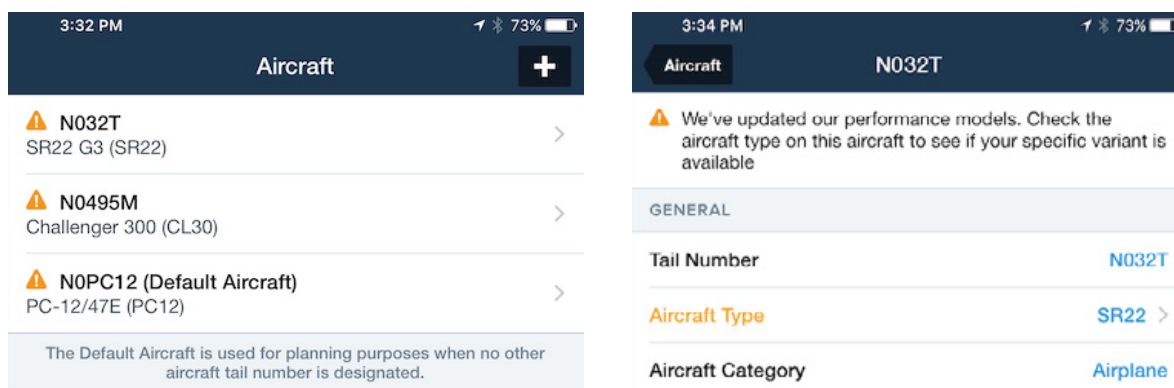 3:32 PM
73%
Aircraft
+
N032T
SR22 G3 (SR22)
N0495M
Challenger 300 (CL30)
N0PC12 (Default Aircraft)
PC-12/47E (PC12)
The Default Aircraft is used for planning purposes when no other
aircraft tail number is designated.
3:34 PM
73%
Aircraft
N032T
We've updated our performance models. Check the
aircraft type on this aircraft to see if your specific variant is
available
GENERAL
Tail Number N032T
Aircraft Type SR22
Aircraft Category Airplane